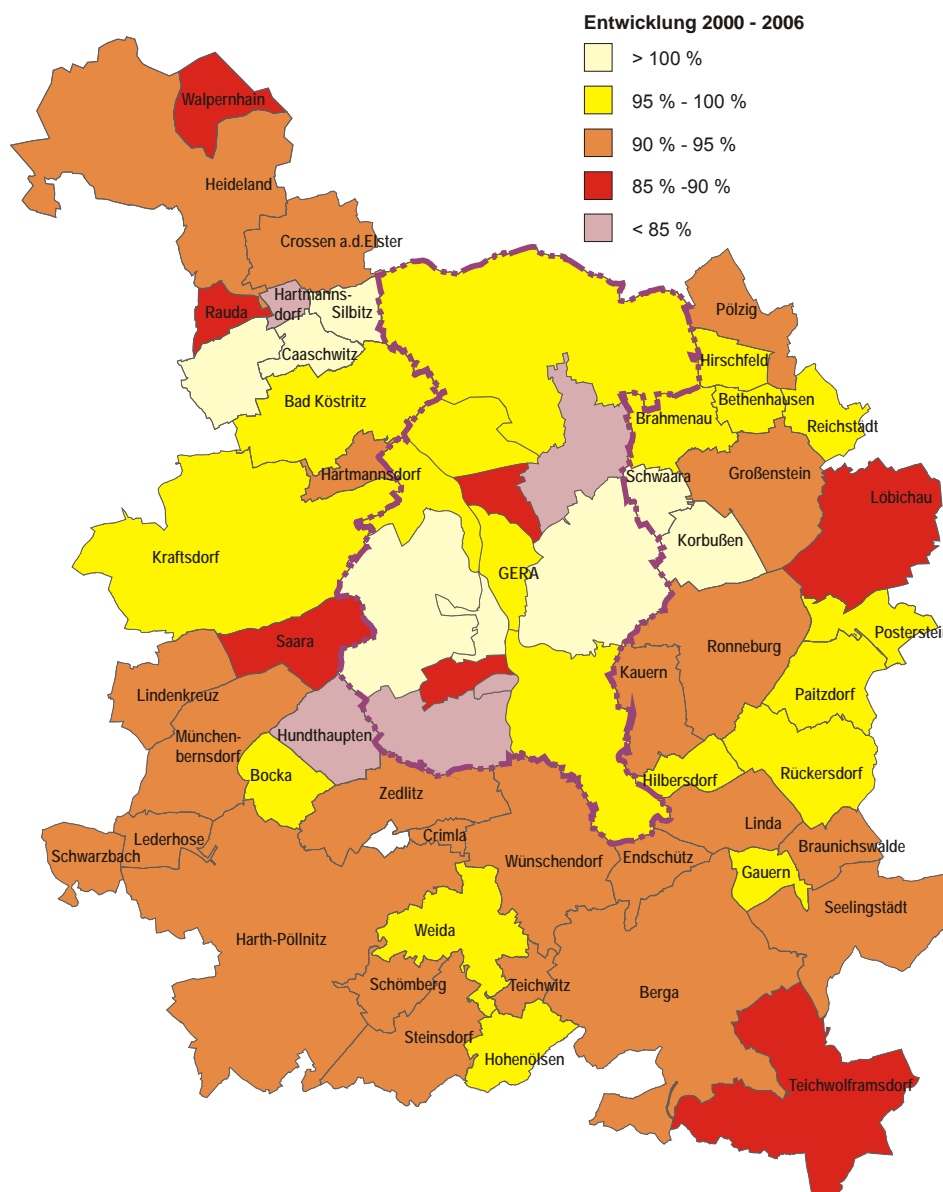 Entwicklung 2000 - 2006
> 100 %
95 % - 100 %
90 % - 95 %
85 % -90 %
< 85 %
Walpernhain
Heideland
Crossen a.d.Elster
Hartmanns-
dorf
Silbitz
Rauda
Caaschwitz
Bad Köstritz
Hartmannsdorf
Kraftsdorf
Pölzig
Hirschfeld
Bethenhausen
Brahmenau
Reichstädt
Schwaara
Großenstein
Löbichau
Korbußen
GERA
Saara
Lindenkreuz
München-
bernsdorf
Hundthaupten
Bocka
Kauern
Ronneburg
Posterstein
Paitzdorf
Hilbersdorf
Rückersdorf
Zedlitz
Crimla
Lederhose
Schwarzbach
Wünschendorf
Endschütz
Linda
Braunichswalde
Gauern
Seelingstädt
Harth-Pöllnitz
Weida
Schömberg
Teichwitz
Berga
Steinsdorf
Hohenölsen
Teichwolframsdorf